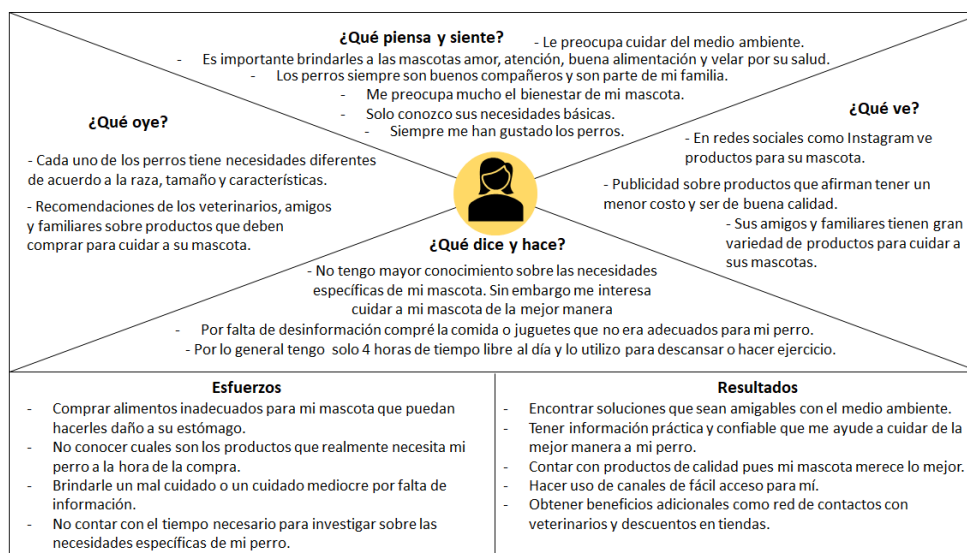 ¿Qué piensa y siente?
- Le preocupa cuidar del medio ambiente.
- Es importante brindarles a las mascotas amor, atención, buena alimentación y velar por su salud.
- Los perros siempre son buenos compañeros y son parte de mi familia.
- Me preocupa mucho el bienestar de mi mascota.
- Solo conozco sus necesidades básicas.
- Siempre me han gustado los perros.
¿Qué oye?
- Cada uno de los perros tiene necesidades diferentes
de acuerdo a la raza, tamaño y características.
- Recomendaciones de los veterinarios, amigos
y familiares sobre productos que deben
comprar para cuidar a su mascota.
¿Qué ve?
- En redes sociales como Instagram ve
productos para su mascota.
- Publicidad sobre productos que afirman tener un
menor costo y ser de buena calidad.
- Sus amigos y familiares tienen gran
variedad de productos para cuidar a
sus mascotas.
¿Qué dice y hace?
- No tengo mayor conocimiento sobre las necesidades
específicas de mi mascota. Sin embargo me interesa
cuidar a mi mascota de la mejor manera
- Por falta de desinformación compré la comida o juguetes que no era adecuados para mi perro.
- Por lo general tengo solo 4 horas de tiempo libre al día y lo utilizo para descansar o hacer ejercicio.
Esfuerzos
- Comprar alimentos inadecuados para mi mascota que puedan
hacerles daño a su estómago.
- No conocer cuales son los productos que realmente necesita mi
perro a la hora de la compra.
- Brindarle un mal cuidado o un cuidado mediocre por falta de
información.
- No contar con el tiempo necesario para investigar sobre las
necesidades específicas de mi perro.
Resultados
- Encontrar soluciones que sean amigables con el medio ambiente.
- Tener información práctica y confiable que me ayude a cuidar de la
mejor manera a mi perro.
- Contar con productos de calidad pues mi mascota merece lo mejor.
- Hacer uso de canales de fácil acceso para mí.
- Obtener beneficios adicionales como red de contactos con
veterinarios y descuentos en tiendas.